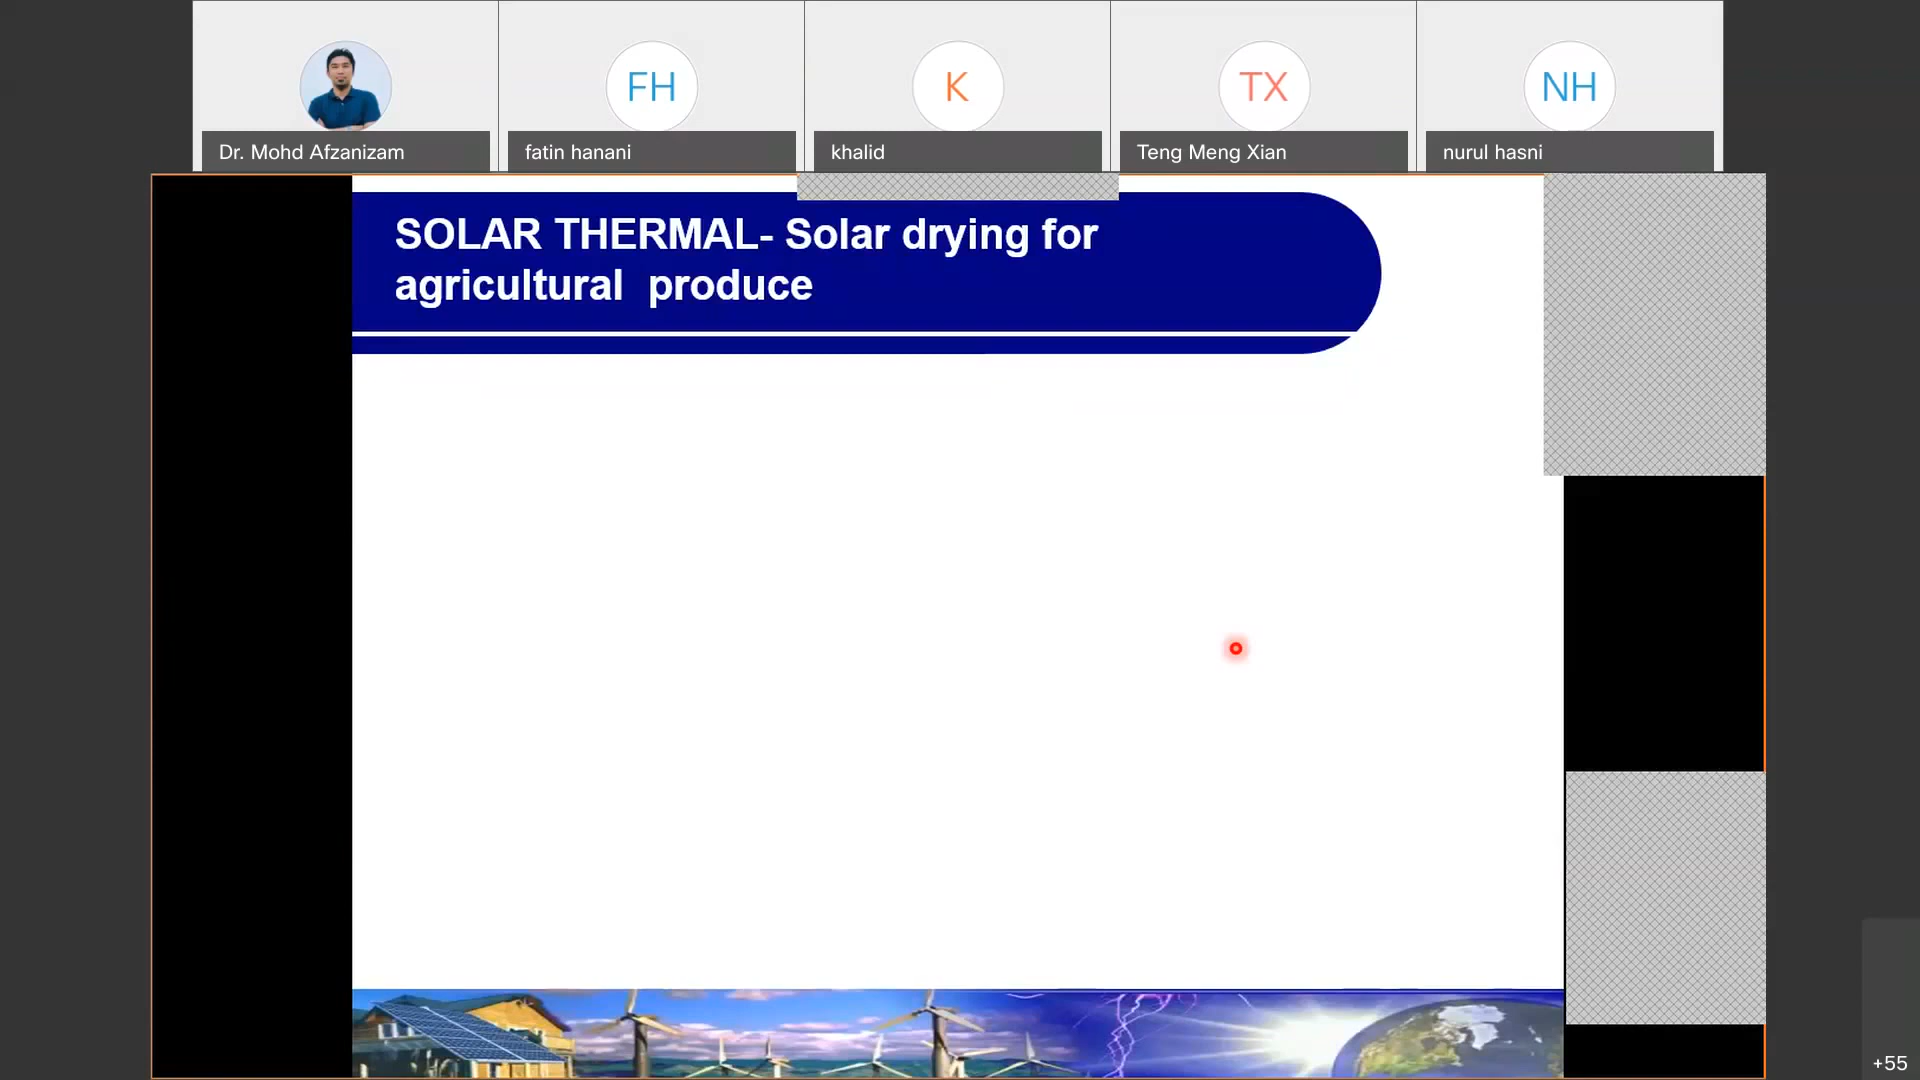 FH
K
TX
NH
Dr. Mohd Afzanizam
fatin hanani
khalid
Teng Meng Xian
nurul hasni
SOLAR THERMAL- Solar drying for
agricultural  produce
+55